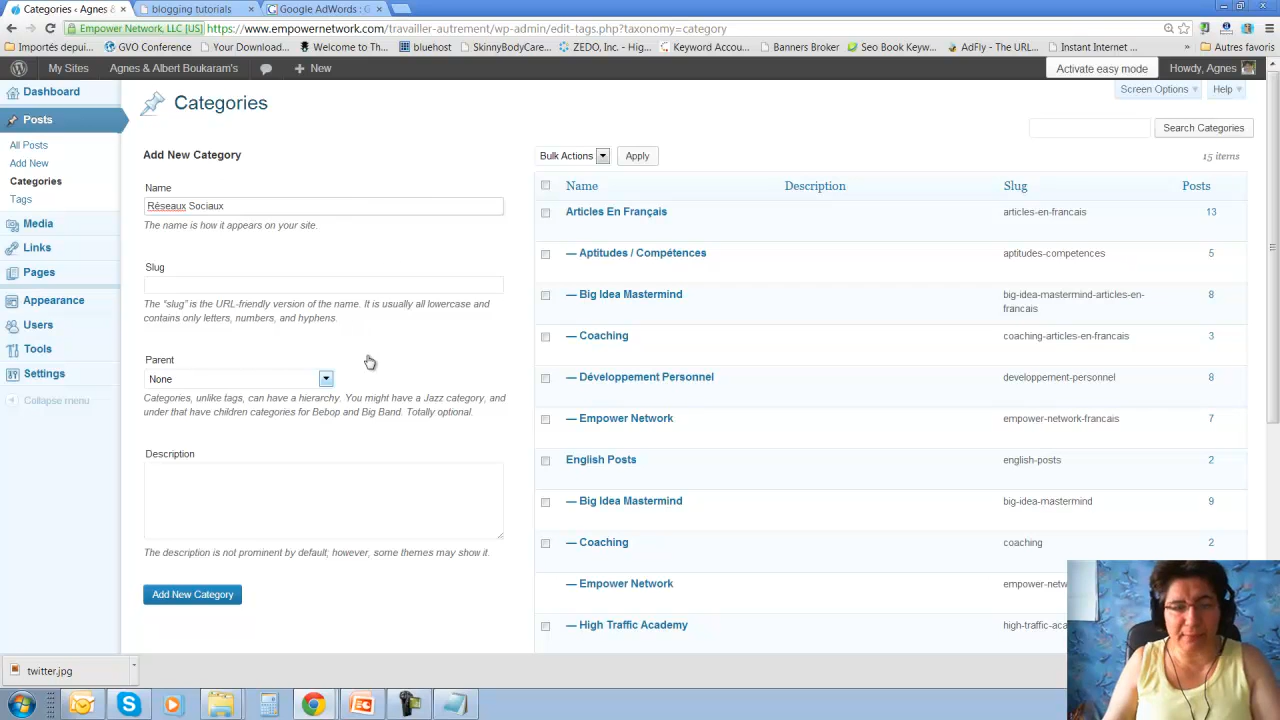 Categories ‹ Agnes &
blogging tutorials
Google AdWords : G
Empower Network, LLC [US]
https://www.empowernetwork.com/travailler-autrement/wp-admin/edit-tags.php?taxonomy=category
Importés depui...
GVO Conference
Your Download...
Welcome to Th...
bluehost
SkinnyBodyCare...
ZEDO, Inc. - Hig...
Keyword Accou...
Banners Broker
Seo Book Keyw...
AdFly - The URL...
Instant Internet ...
»
Autres favoris
My Sites
Agnes & Albert Boukaram's
+ New
Activate easy mode
Howdy, Agnes
Dashboard
Posts
All Posts
Add New
Categories
Tags
Media
Links
Pages
Appearance
Users
Tools
Settings
Collapse menu
Categories
Screen Options
Help
Search Categories
Add New Category
Name
Réseaux Sociaux
The name is how it appears on your site.
Slug
The “slug” is the URL-friendly version of the name. It is usually all lowercase and
contains only letters, numbers, and hyphens.
Parent
None
Categories, unlike tags, can have a hierarchy. You might have a Jazz category, and
under that have children categories for Bebop and Big Band. Totally optional.
Description
The description is not prominent by default; however, some themes may show it.
Add New Category
Bulk Actions
Apply
15 items
Name Description Slug Posts
Articles En Français articles-en-francais 13
— Aptitudes / Compétences aptitudes-competences 5
— Big Idea Mastermind big-idea-mastermind-articles-en-
francais 8
— Coaching coaching-articles-en-francais 3
— Développement Personnel developpement-personnel 8
— Empower Network empower-network-francais 7
English Posts english-posts 2
— Big Idea Mastermind big-idea-mastermind 9
— Coaching coaching 2
— Empower Network empower-netw
— High Traffic Academy high-traffic-aca
twitter.jpg